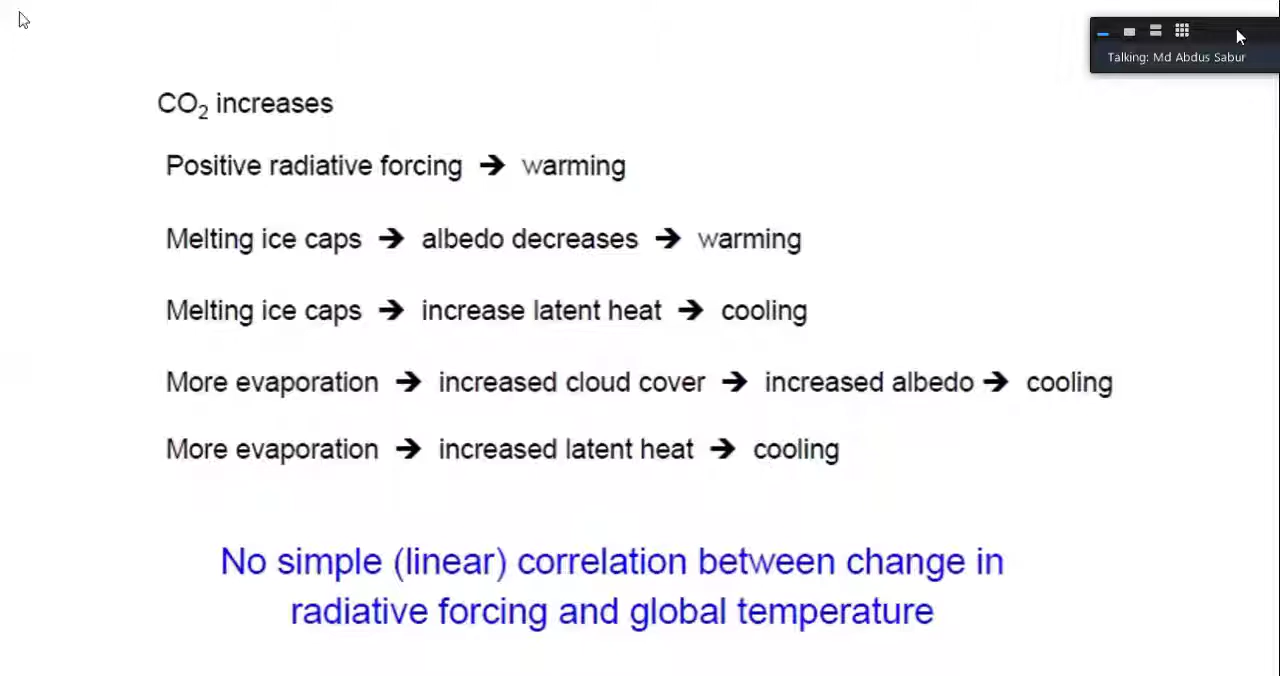 Talking: Md Abdus Sabur
CO₂ increases
Positive radiative forcing ➔ warming
Melting ice caps ➔ albedo decreases ➔ warming
Melting ice caps ➔ increase latent heat ➔ cooling
More evaporation ➔ increased cloud cover ➔ increased albedo ➔ cooling
More evaporation ➔ increased latent heat ➔ cooling
No simple (linear) correlation between change in
radiative forcing and global temperature